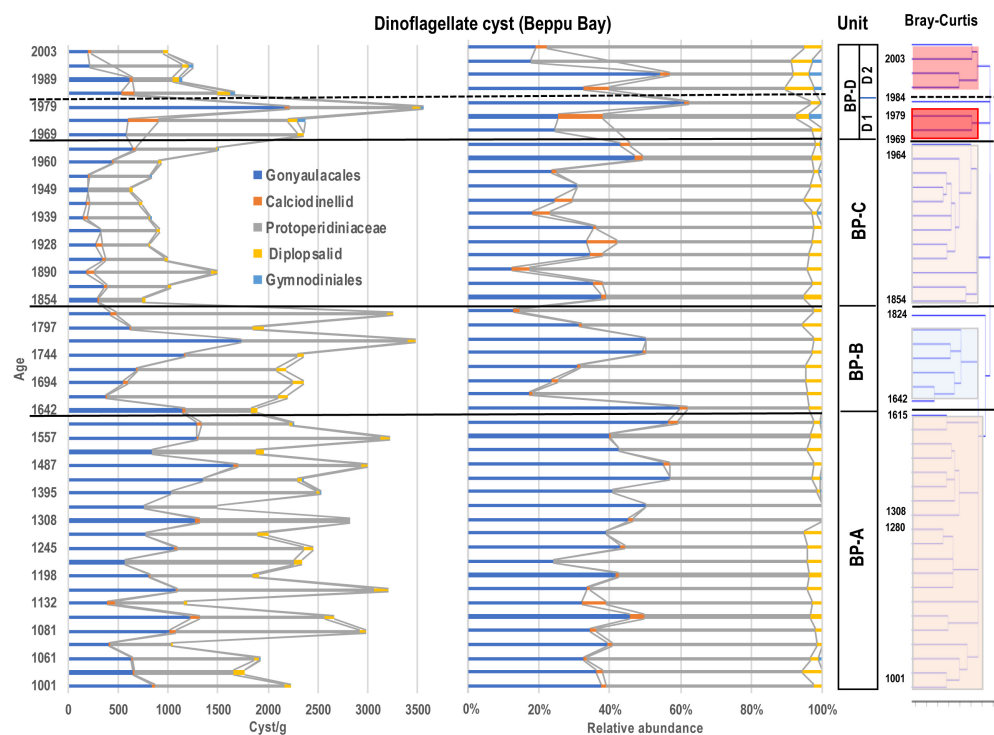 Dinoflagellate cyst (Beppu Bay)
Unit
Bray-Curtis
Age
2003
1989
1979
1969
1960
1949
1939
1928
1890
1854
1797
1744
1694
1642
1557
1487
1395
1308
1245
1198
1132
1081
1061
1001
Gonyaulacales
Calciodinellid
Protoperidiniaceae
Diplopsalid
Gymnodiniales
0 500 1000 1500 2000 2500 3000 3500
Cyst/g
0% 20% 40% 60% 80% 100%
Relative abundance
BP-D
D 2
D 1
BP-C
BP-B
BP-A
2003
1984
1979
1969
1964
1854
1824
1642
1615
1308
1280
1001